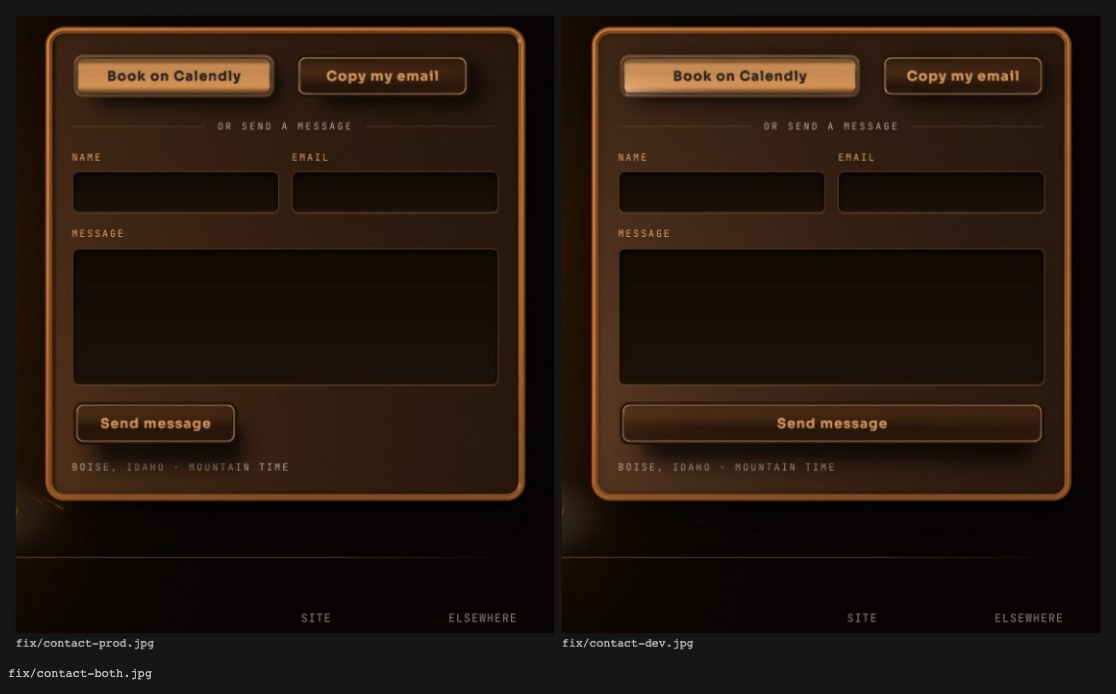 Book on Calendly Copy my email
OR SEND A MESSAGE
NAME EMAIL
MESSAGE
Send message
BOISE, IDAHO · MOUNTAIN TIME
SITE ELSEWHERE
fix/contact-prod.jpg
Book on Calendly Copy my email
OR SEND A MESSAGE
NAME EMAIL
MESSAGE
Send message
BOISE, IDAHO · MOUNTAIN TIME
SITE ELSEWHERE
fix/contact-dev.jpg
fix/contact-both.jpg